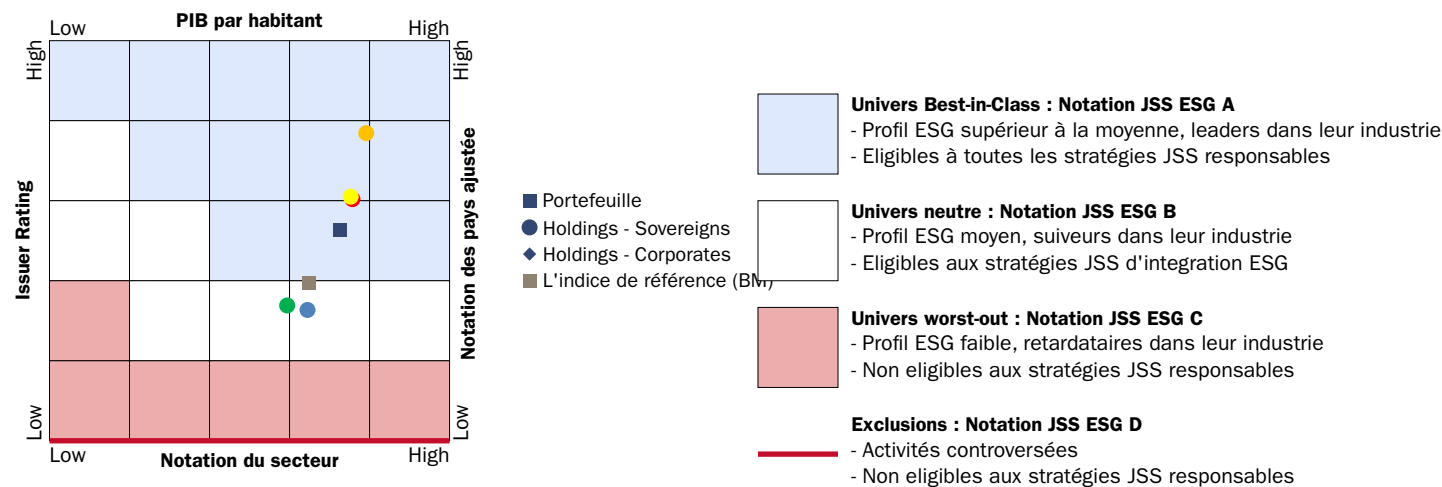 PIB par habitant
Low High
High High
Issuer Rating
Notation des pays ajustée
Low Low
Low High
Notation du secteur
Portefeuille
Holdings - Sovereigns
Holdings - Corporates
L'indice de référence (BM)
Univers Best-in-Class : Notation JSS ESG A
- Profil ESG supérieur à la moyenne, leaders dans leur industrie
- Eligibles à toutes les stratégies JSS responsables
Univers neutre : Notation JSS ESG B
- Profil ESG moyen, suiveurs dans leur industrie
- Eligibles aux stratégies JSS d'integration ESG
Univers worst-out : Notation JSS ESG C
- Profil ESG faible, retardataires dans leur industrie
- Non eligibles aux stratégies JSS responsables
Exclusions : Notation JSS ESG D
- Activités controversées
- Non eligibles aux stratégies JSS responsables